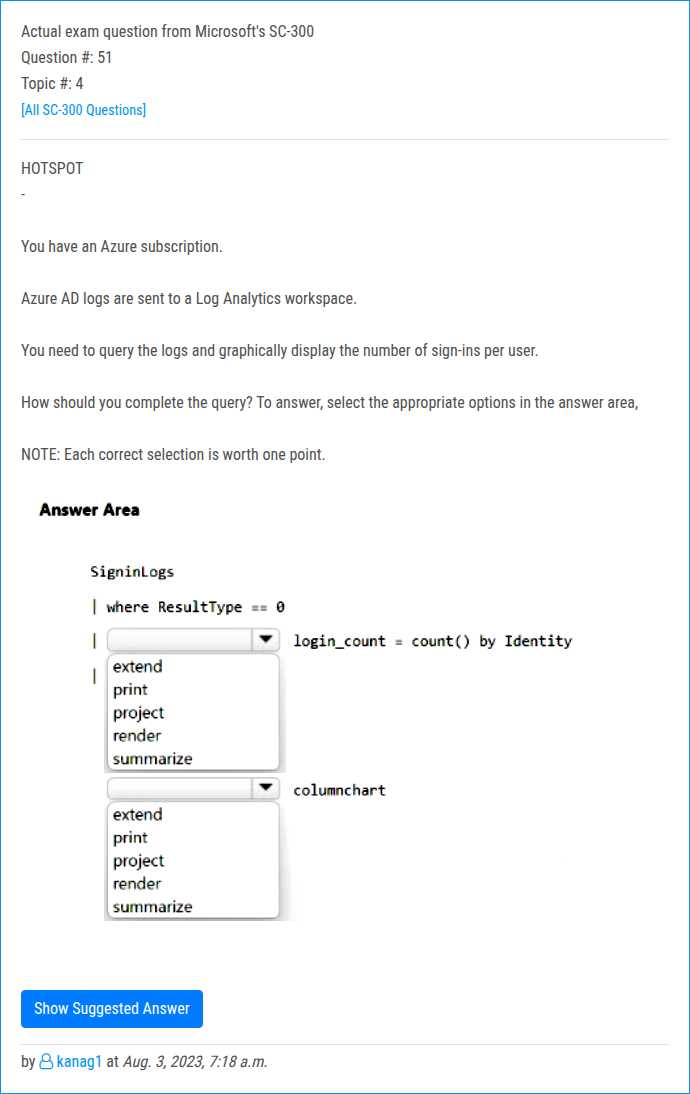 Actual exam question from Microsoft's SC-300
Question #: 51
Topic #: 4
[All SC-300 Questions]
HOTSPOT
-
You have an Azure subscription.
Azure AD logs are sent to a Log Analytics workspace.
You need to query the logs and graphically display the number of sign-ins per user.
How should you complete the query? To answer, select the appropriate options in the answer area,
NOTE: Each correct selection is worth one point.
Answer Area
SigninLogs
| where ResultType == 0
| login_count = count() by Identity
extend
|
print
project
render
summarize
columnchart
extend
print
project
render
summarize
Show Suggested Answer
by kanag1 at Aug. 3, 2023, 7:18 a.m.